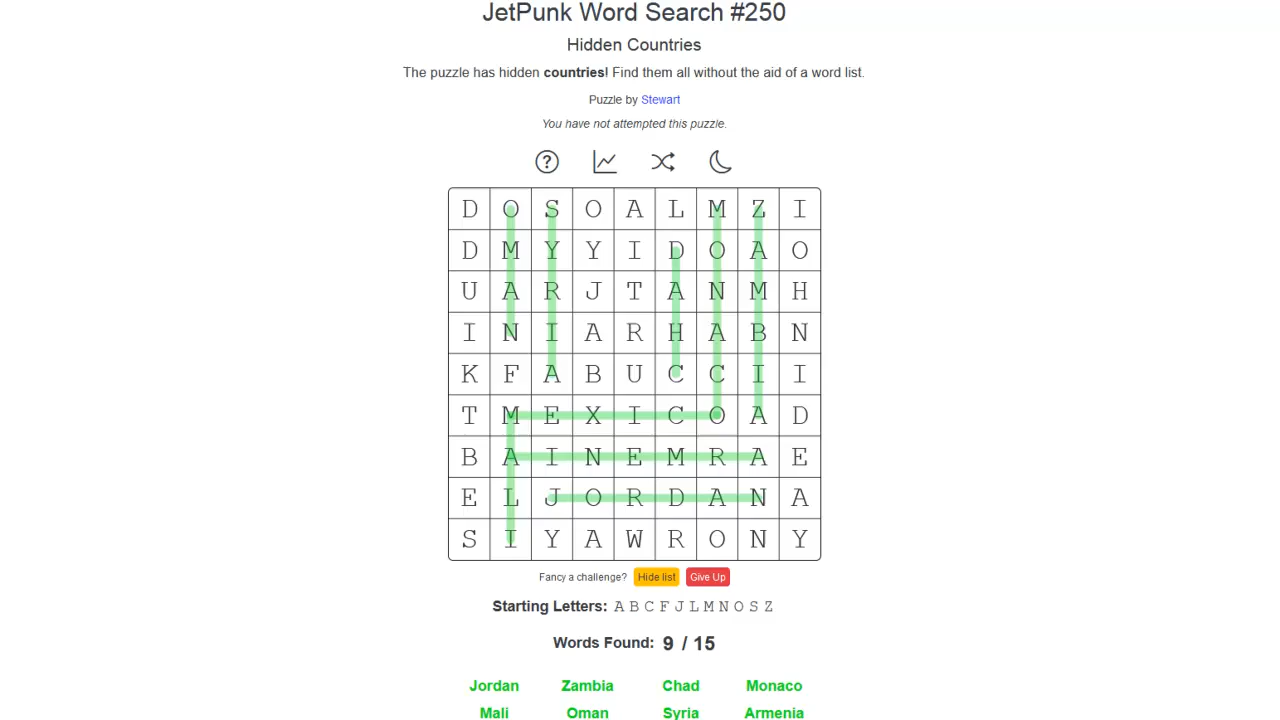 JetPunk Word Search #250
Hidden Countries
The puzzle has hidden countries! Find them all without the aid of a word list.
Puzzle by Stewart
You have not attempted this puzzle.
?
D O S O A L M Z I
D M Y Y I D O A O
U A R J T A N M H
I N I A R H A B N
K F A B U C C I I
T M E X I C O A D
B A I N E M R A E
E L J O R D A N A
S I Y A W R O N Y
Fancy a challenge? Hide list Give Up
Starting Letters: A B C F J L M N O S Z
Words Found: 9 / 15
Jordan Zambia Chad Monaco
Mali Oman Syria Armenia